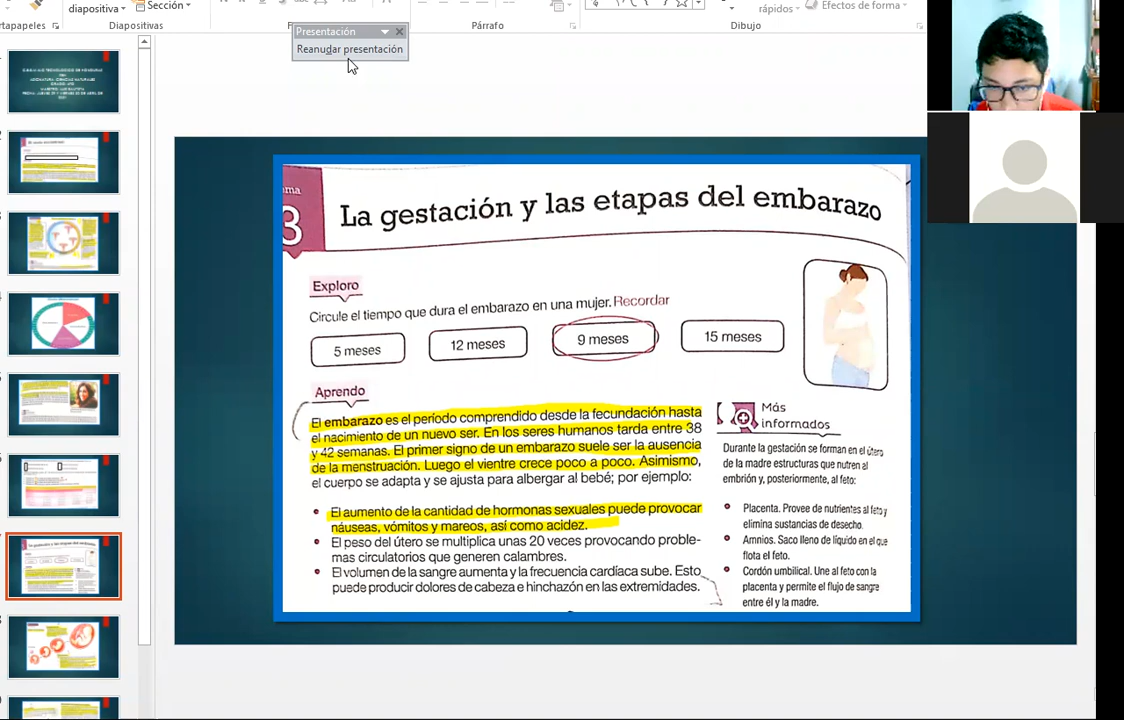 diapositiva
Sección
rtapapeles
Diapositivas
Párrafo
Dibujo
rápidos
Efectos de forma
Presentación
Reanudar presentación
3
La gestación y las etapas del embarazo
Exploro
Circule el tiempo que dura el embarazo en una mujer. Recordar
5 meses
12 meses
9 meses
15 meses
Aprendo
El embarazo es el período comprendido desde la fecundación hasta
el nacimiento de un nuevo ser. En los seres humanos tarda entre 38
y 42 semanas. El primer signo de un embarazo suele ser la ausencia
de la menstruación. Luego el vientre crece poco a poco. Asimismo,
el cuerpo se adapta y se ajusta para albergar al bebé; por ejemplo:
• El aumento de la cantidad de hormonas sexuales puede provocar
náuseas, vómitos y mareos, así como acidez.
• El peso del útero se multiplica unas 20 veces provocando proble-
mas circulatorios que generen calambres.
• El volumen de la sangre aumenta y la frecuencia cardíaca sube. Esto
puede producir dolores de cabeza e hinchazón en las extremidades.
Más
informados
Durante la gestación se forman en el útero
de la madre estructuras que nutren al
embrión y, posteriormente, al feto:
• Placenta. Provee de nutrientes al feto y
elimina sustancias de desecho.
• Amnios. Saco lleno de líquido en el que
flota el feto.
• Cordón umbilical. Une al feto con la
placenta y permite el flujo de sangre
entre él y la madre.